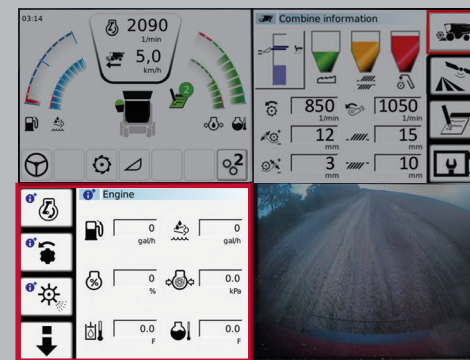 03:14
2090
1/min
5,0
km/h
2
2
Combine information
850
1/min
1050
1/min
12
mm
15
mm
3
mm
10
mm
Engine
0
gal/h
0
gal/h
0
%
0.0
kPa
0.0
F
0.0
F